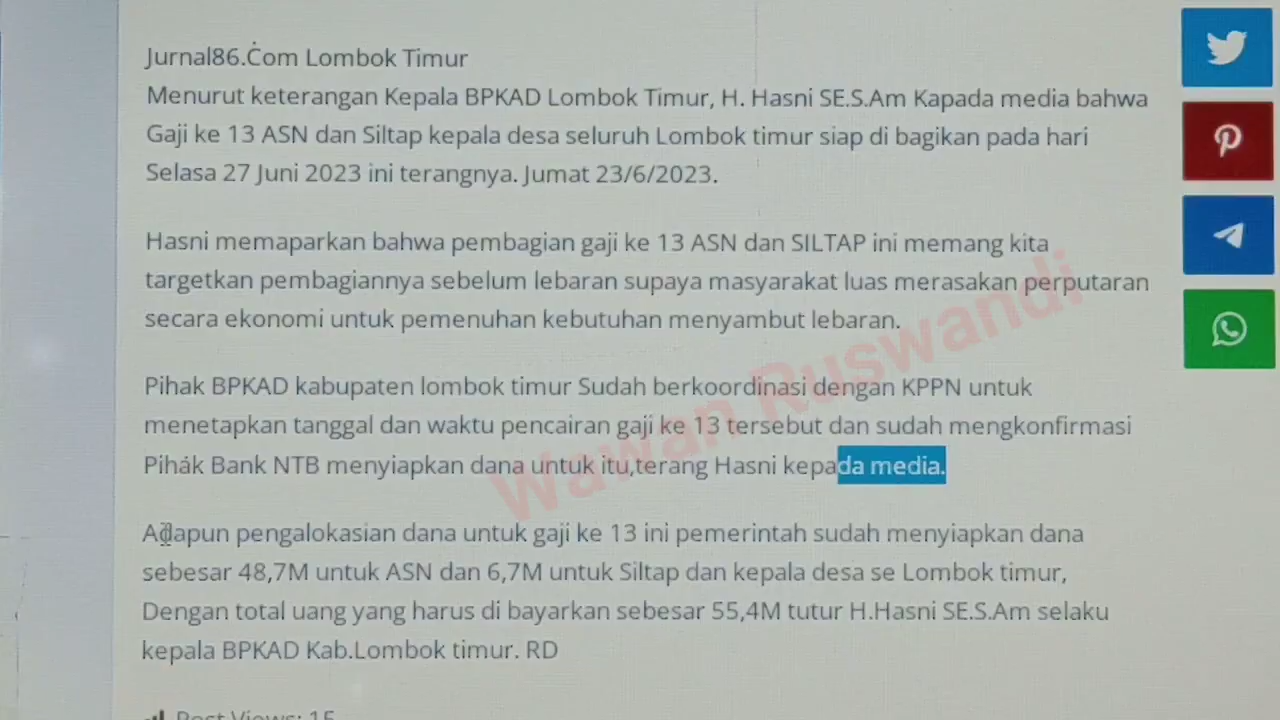 Jurnal86.Com Lombok Timur
Menurut keterangan Kepala BPKAD Lombok Timur, H. Hasni SE.S.Am Kapada media bahwa
Gaji ke 13 ASN dan Siltap kepala desa seluruh Lombok timur siap di bagikan pada hari
Selasa 27 Juni 2023 ini terangnya. Jumat 23/6/2023.
Hasni memaparkan bahwa pembagian gaji ke 13 ASN dan SILTAP ini memang kita
targetkan pembagiannya sebelum lebaran supaya masyarakat luas merasakan perputaran
secara ekonomi untuk pemenuhan kebutuhan menyambut lebaran.
Pihak BPKAD kabupaten lombok timur Sudah berkoordinasi dengan KPPN untuk
menetapkan tanggal dan waktu pencairan gaji ke 13 tersebut dan sudah mengkonfirmasi
Pihak Bank NTB menyiapkan dana untuk itu,terang Hasni kepada media.
Wawan Ruswandi
Adapun pengalokasian dana untuk gaji ke 13 ini pemerintah sudah menyiapkan dana
sebesar 48,7M untuk ASN dan 6,7M untuk Siltap dan kepala desa se Lombok timur,
Dengan total uang yang harus di bayarkan sebesar 55,4M tutur H.Hasni SE.S.Am selaku
kepala BPKAD Kab.Lombok timur. RD
Post Views: 15